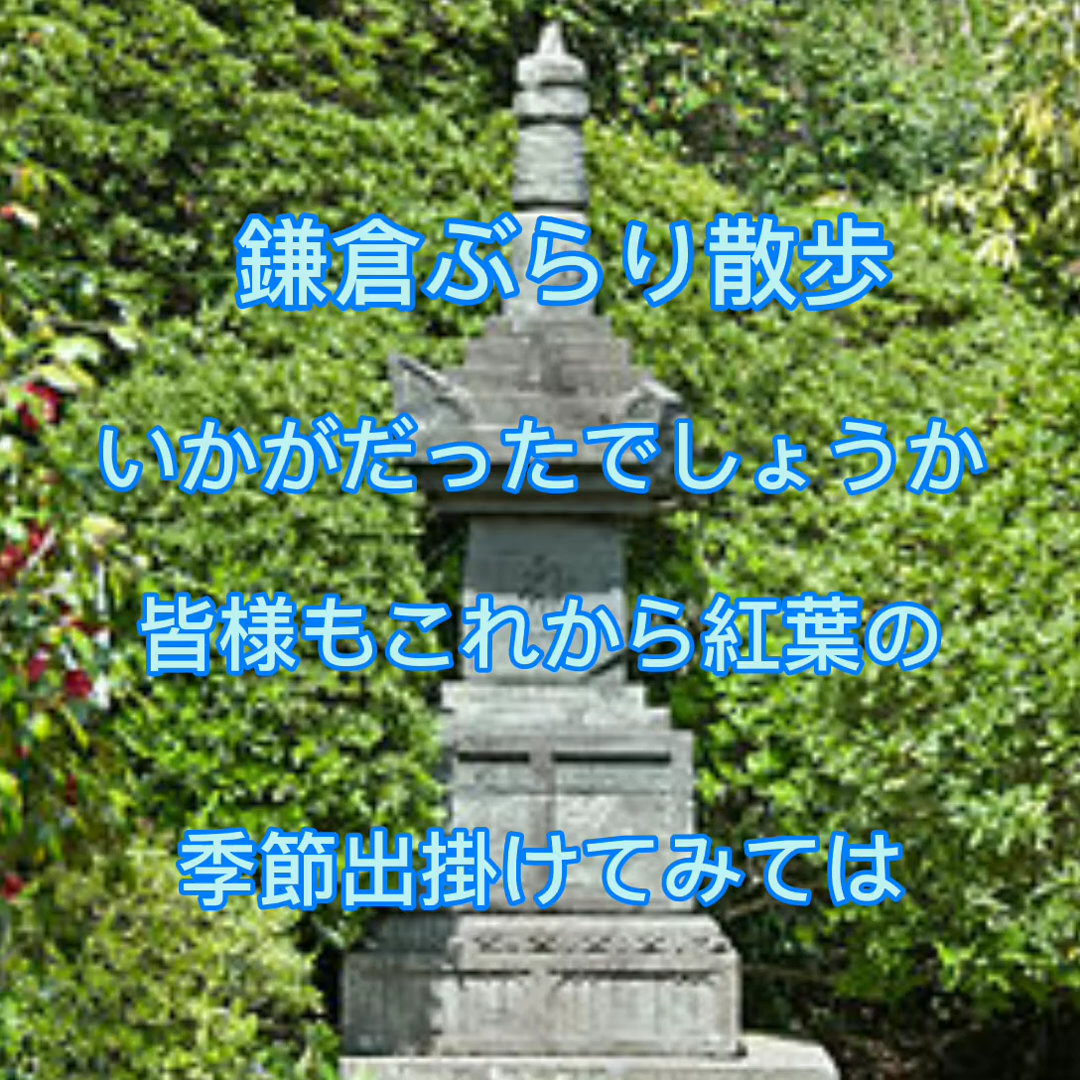 鎌倉ぶらり散歩
いかがだったでしょうか
皆様もこれから紅葉の
季節出掛けてみては